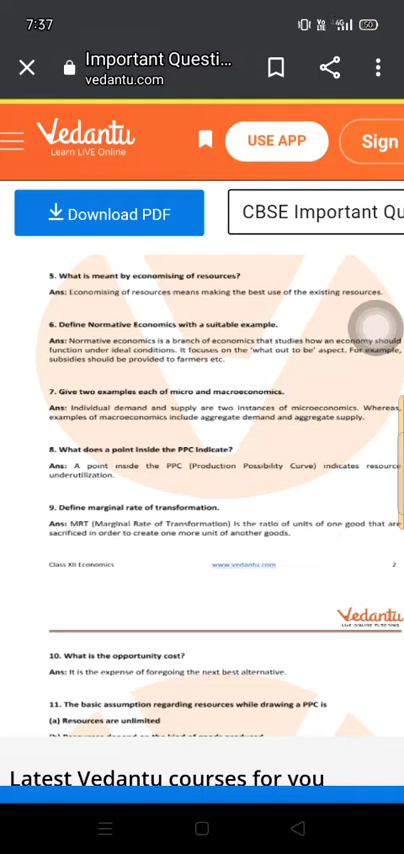 7:37
Vo
LTE
4G
50
Important Questi...
vedantu.com
Vedantu
Learn LIVE Online
USE APP
Sign
Download PDF
CBSE Important Qu
5. What is meant by economising of resources?
Ans: Economising of resources means making the best use of the existing resources.
6. Define Normative Economics with a suitable example.
Ans: Normative economics is a branch of economics that studies how an economy should
function under ideal conditions. It focuses on the 'what out to be' aspect. For example,
subsidies should be provided to farmers etc.
7. Give two examples each of micro and macroeconomics.
Ans: Individual demand and supply are two instances of microeconomics. Whereas,
examples of macroeconomics include aggregate demand and aggregate supply.
8. What does a point inside the PPC indicate?
Ans: A point inside the PPC (Production Possibility Curve) indicates resource
underutilization.
9. Define marginal rate of transformation.
Ans: MRT (Marginal Rate of Transformation) is the ratio of units of one good that are
sacrificed in order to create one more unit of another goods.
Class XII Economics
www.vedantu.com
2
Vedantu
LIVE ONLINE TUTORING
10. What is the opportunity cost?
Ans: It is the expense of foregoing the next best alternative.
11. The basic assumption regarding resources while drawing a PPC is
(a) Resources are unlimited
Latest Vedantu courses for you